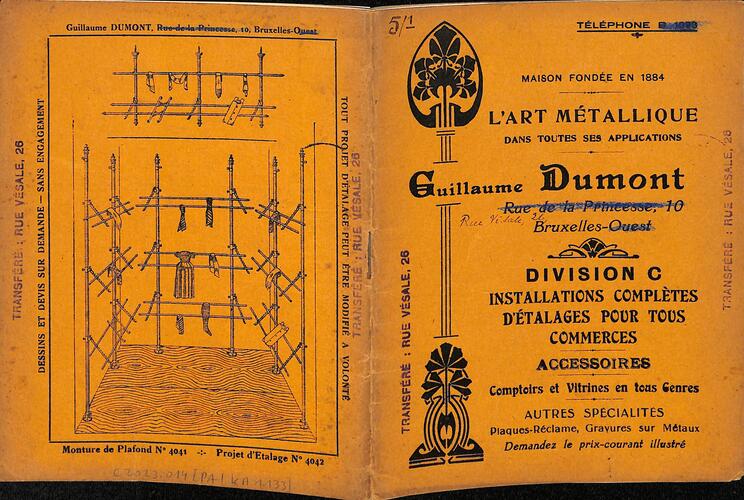 Guillaume DUMONT, Rue de la Princesse, 10, Bruxelles-Ouest
TRANSFÉRÉ : RUE VÉSALE, 26
DESSINS ET DEVIS SUR DEMANDE — SANS ENGAGEMENT
TOUT PROJET D'ÉTALAGE PEUT ÊTRE MODIFIÉ A VOLONTÉ
TRANSFÉRÉ : RUE VÉSALE, 26
Monture de Plafond N° 4041 -:- Projet d'Etalage N° 4042
C2023.014/PA/KA1133
5/1
TÉLÉPHONE
MAISON FONDÉE EN 1884
L'ART MÉTALLIQUE
DANS TOUTES SES APPLICATIONS
Guillaume Dumont
Rue de la Princesse, 10
Rue Vésale 26
Bruxelles-Ouest
DIVISION C
INSTALLATIONS COMPLÈTES
D'ÉTALAGES POUR TOUS
COMMERCES
ACCESSOIRES
Comptoirs et Vitrines en tous Genres
AUTRES SPÉCIALITES
Plaques-Réclame, Gravures sur Métaux
Demandez le prix-courant illustré
TRANSFÉRÉ : RUE VÉSALE, 26
TRANSFÉRÉ : RUE VÉSALE, 26